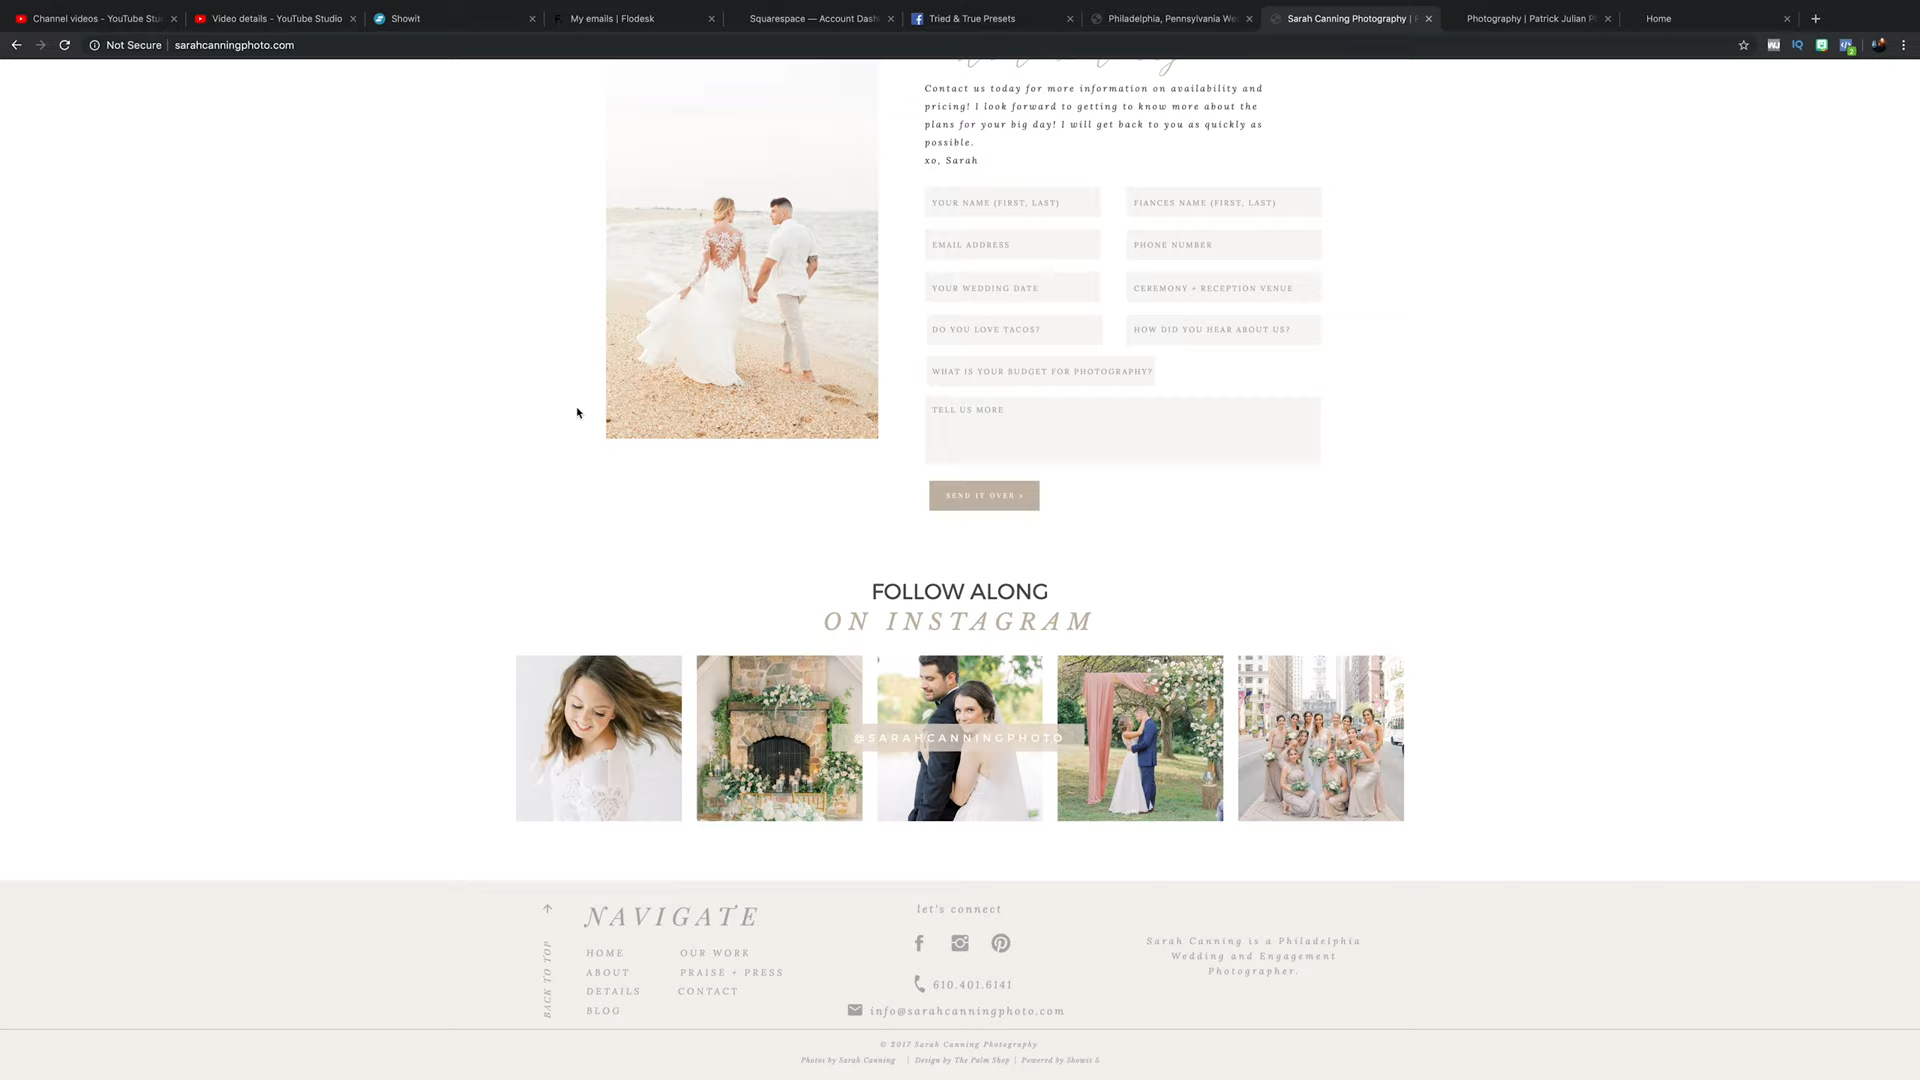 Channel videos - YouTube Stu
Video details - YouTube Studio
Showit
My emails | Flodesk
Squarespace — Account Dash
Tried & True Presets
Philadelphia, Pennsylvania We
Sarah Canning Photography |
Photography | Patrick Julian P
Home
Not Secure
sarahcanningphoto.com
Contact us today for more information on availability and
pricing! I look forward to getting to know more about the
plans for your big day! I will get back to you as quickly as
possible.
xo, Sarah
YOUR NAME (FIRST, LAST)
FIANCES NAME (FIRST, LAST)
EMAIL ADDRESS
PHONE NUMBER
YOUR WEDDING DATE
CEREMONY + RECEPTION VENUE
DO YOU LOVE TACOS?
HOW DID YOU HEAR ABOUT US?
WHAT IS YOUR BUDGET FOR PHOTOGRAPHY?
TELL US MORE
SEND IT OVER »
FOLLOW ALONG
ON INSTAGRAM
@SARAHCANNINGPHOTO
BACK TO TOP
NAVIGATE
HOME
OUR WORK
ABOUT
PRAISE + PRESS
DETAILS
CONTACT
BLOG
let's connect
610.401.6141
info@sarahcanningphoto.com
Sarah Canning is a Philadelphia
Wedding and Engagement
Photographer.
© 2017 Sarah Canning Photography
Photos by Sarah Canning | Design by The Palm Shop | Powered by Showit 5